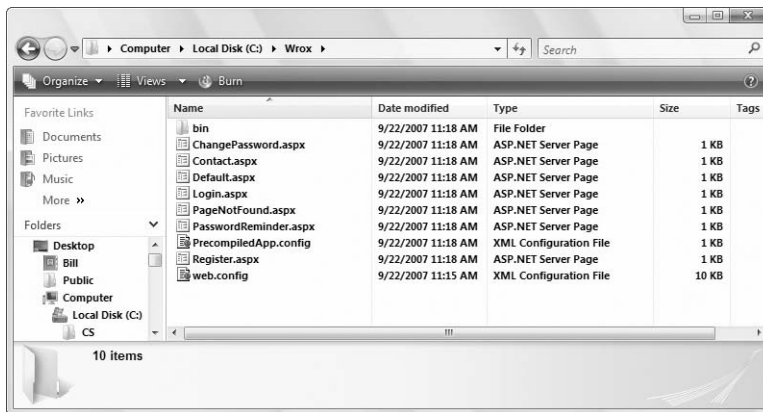 Computer ▸ Local Disk (C:) ▸ Wrox ▸
Search
Organize Views Burn
Favorite Links
Documents
Pictures
Music
More »
Folders
Desktop
Bill
Public
Computer
Local Disk (C:)
CS
Name Date modified Type Size Tags
bin 9/22/2007 11:18 AM File Folder
ChangePassword.aspx 9/22/2007 11:18 AM ASP.NET Server Page 1 KB
Contact.aspx 9/22/2007 11:18 AM ASP.NET Server Page 1 KB
Default.aspx 9/22/2007 11:18 AM ASP.NET Server Page 1 KB
Login.aspx 9/22/2007 11:18 AM ASP.NET Server Page 1 KB
PageNotFound.aspx 9/22/2007 11:18 AM ASP.NET Server Page 1 KB
PasswordReminder.aspx 9/22/2007 11:18 AM ASP.NET Server Page 1 KB
PrecompiledApp.config 9/22/2007 11:18 AM XML Configuration File 1 KB
Register.aspx 9/22/2007 11:18 AM ASP.NET Server Page 1 KB
web.config 9/22/2007 11:15 AM XML Configuration File 10 KB
10 items